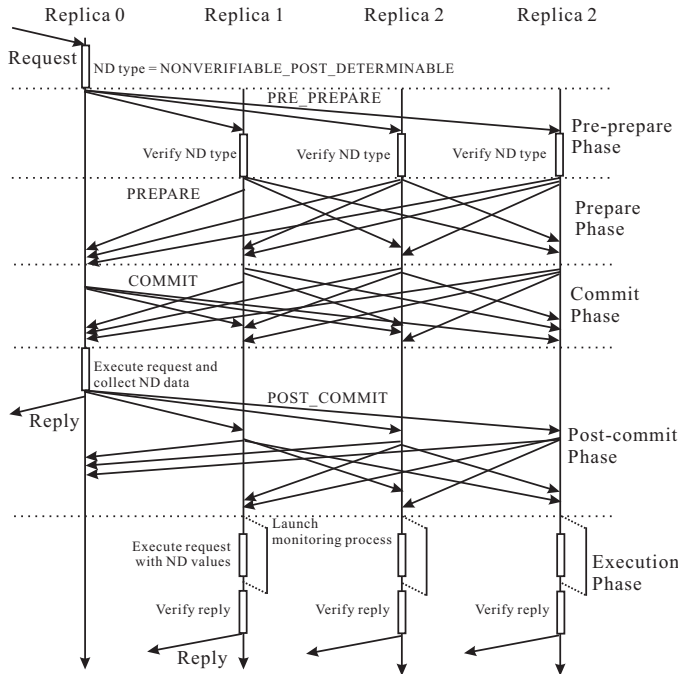 Replica 0 Replica 1 Replica 2 Replica 2
Request
ND type = NONVERIFIABLE_POST_DETERMINABLE
PRE_PREPARE
Pre-prepare
Phase
Verify ND type Verify ND type Verify ND type
PREPARE
Prepare
Phase
COMMIT
Commit
Phase
Execute request and
collect ND data
POST_COMMIT
Reply
Post-commit
Phase
Launch
monitoring process
Execute request
with ND values
Execution
Phase
Verify reply Verify reply Verify reply
Reply